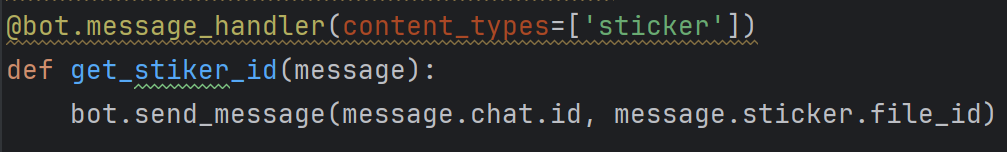 @bot.message_handler(content_types=['sticker'])
def get_stiker_id(message):
    bot.send_message(message.chat.id, message.sticker.file_id)